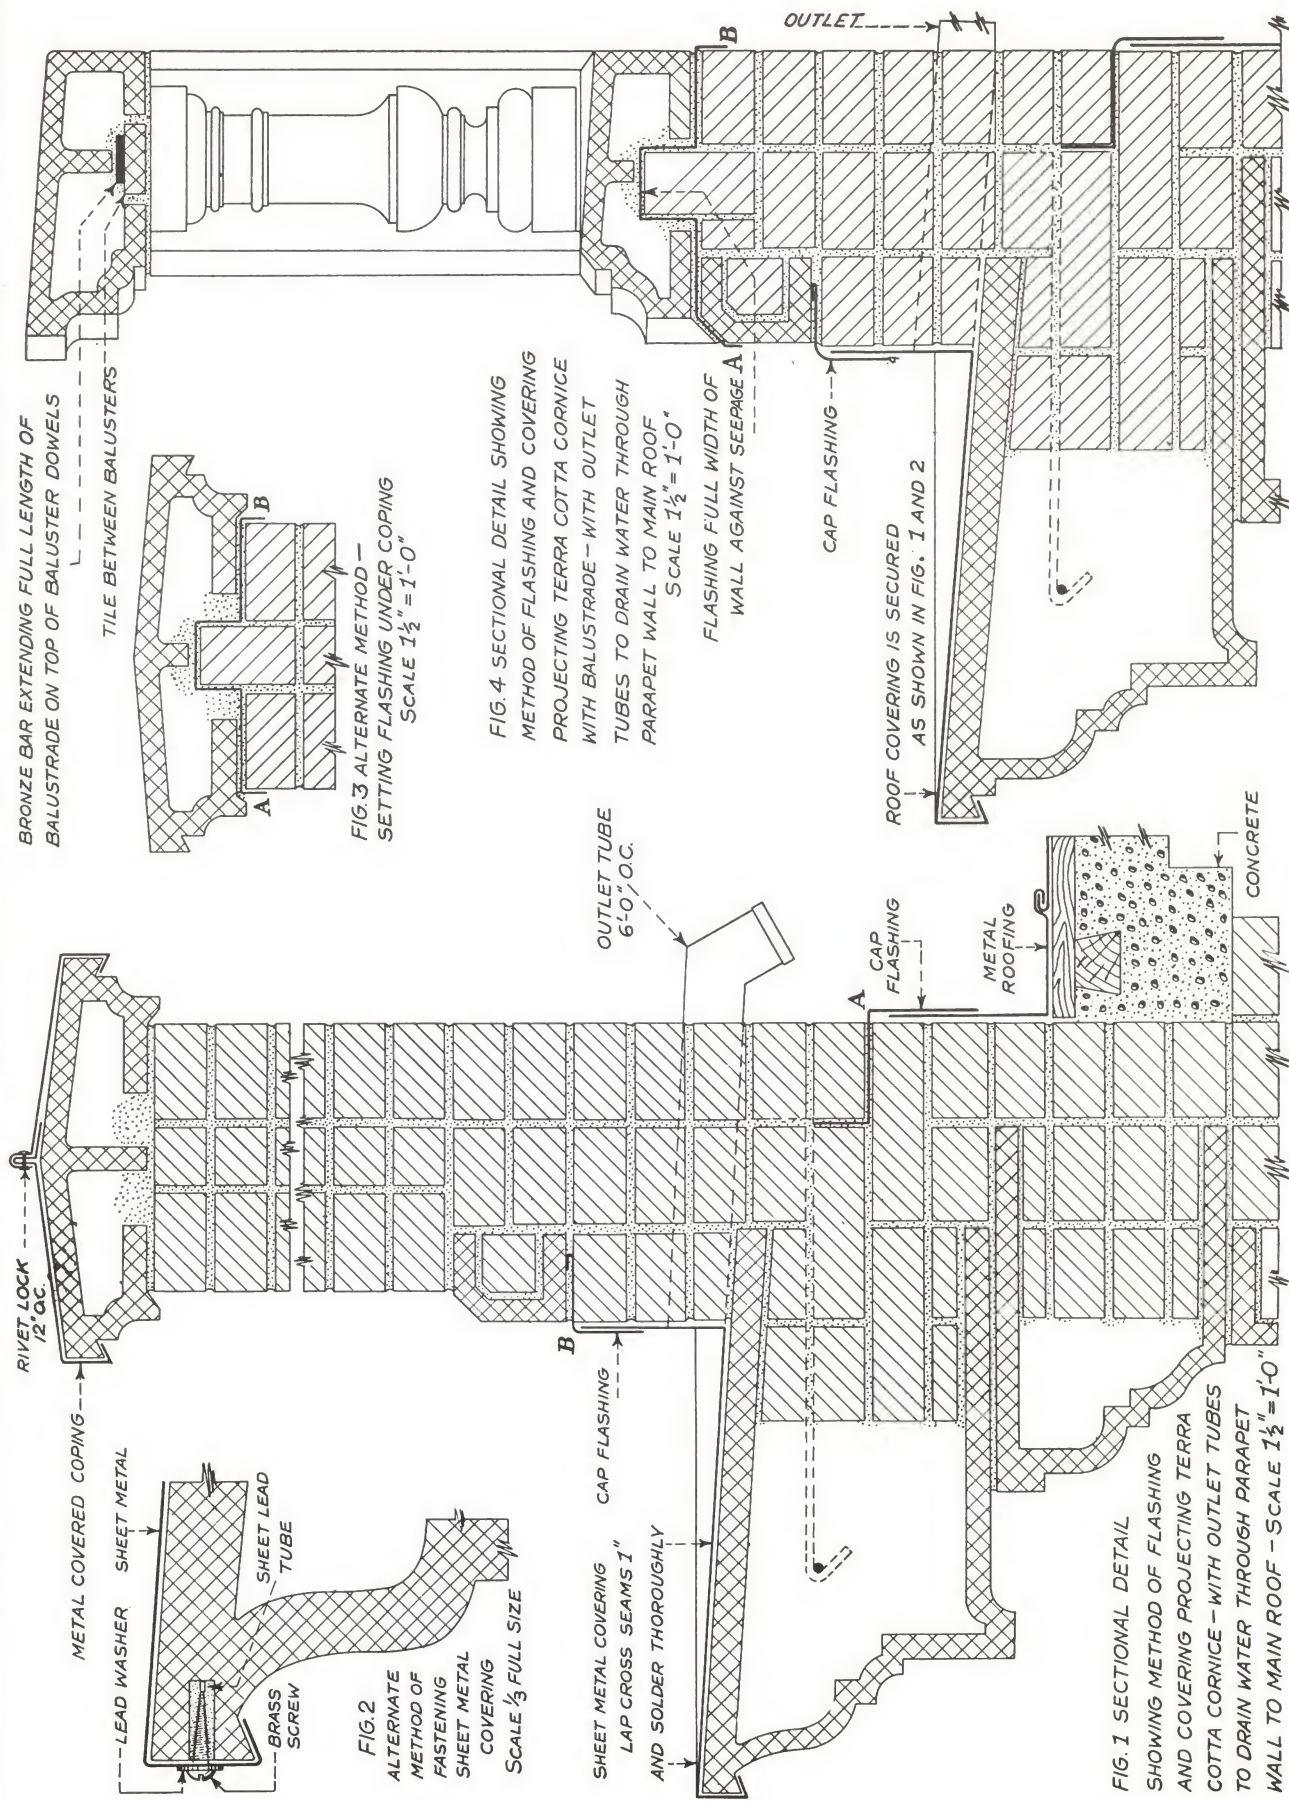 RIVET LOCK
12" O.C.
METAL COVERED COPING
LEAD WASHER
SHEET METAL
SHEET LEAD
TUBE
BRASS
SCREW
FIG.2
ALTERNATE
METHOD OF
FASTENING
SHEET METAL
COVERING
SCALE 1/3 FULL SIZE
CAP FLASHING
B
SHEET METAL COVERING
LAP CROSS SEAMS 1"
AND SOLDER THOROUGHLY
OUTLET TUBE
6'-0" O.C.
A
CAP
FLASHING
METAL
ROOFING
CONCRETE
FIG.1 SECTIONAL DETAIL
SHOWING METHOD OF FLASHING
AND COVERING PROJECTING TERRA
COTTA CORNICE-WITH OUTLET TUBES
TO DRAIN WATER THROUGH PARAPET
WALL TO MAIN ROOF-SCALE 1½"=1'-0"
BRONZE BAR EXTENDING FULL LENGTH OF
BALUSTRADE ON TOP OF BALUSTER DOWELS
TILE BETWEEN BALUSTERS
A
B
FIG.3 ALTERNATE METHOD-
SETTING FLASHING UNDER COPING
SCALE 1½"=1'-0"
FIG.4 SECTIONAL DETAIL SHOWING
METHOD OF FLASHING AND COVERING
PROJECTING TERRA COTTA CORNICE
WITH BALUSTRADE-WITH OUTLET
TUBES TO DRAIN WATER THROUGH
PARAPET WALL TO MAIN ROOF
SCALE 1½"=1'-0"
FLASHING FULL WIDTH OF
WALL AGAINST SEEPAGE
A
B
CAP FLASHING
OUTLET
ROOF COVERING IS SECURED
AS SHOWN IN FIG. 1 AND 2